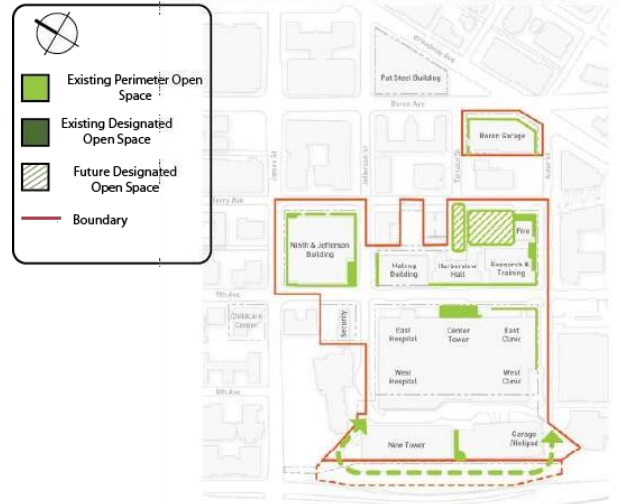 Existing Perimeter Open
Space
Existing Designated
Open Space
Future Designated
Open Space
Boundary
Broadway Ave
Pat Steel Building
Boren Ave
Boren Garage
James St
Jefferson St
Terrace St
Alder St
Terry Ave
Ninth & Jefferson
Building
Fire
Maleng
Building
Harborview
Hall
Research &
Training
9th Ave
Childcare
Center
Security
East
Hospital
Center
Tower
East
Clinic
West
Hospital
West
Clinic
8th Ave
New Tower
Garage
/Helipad